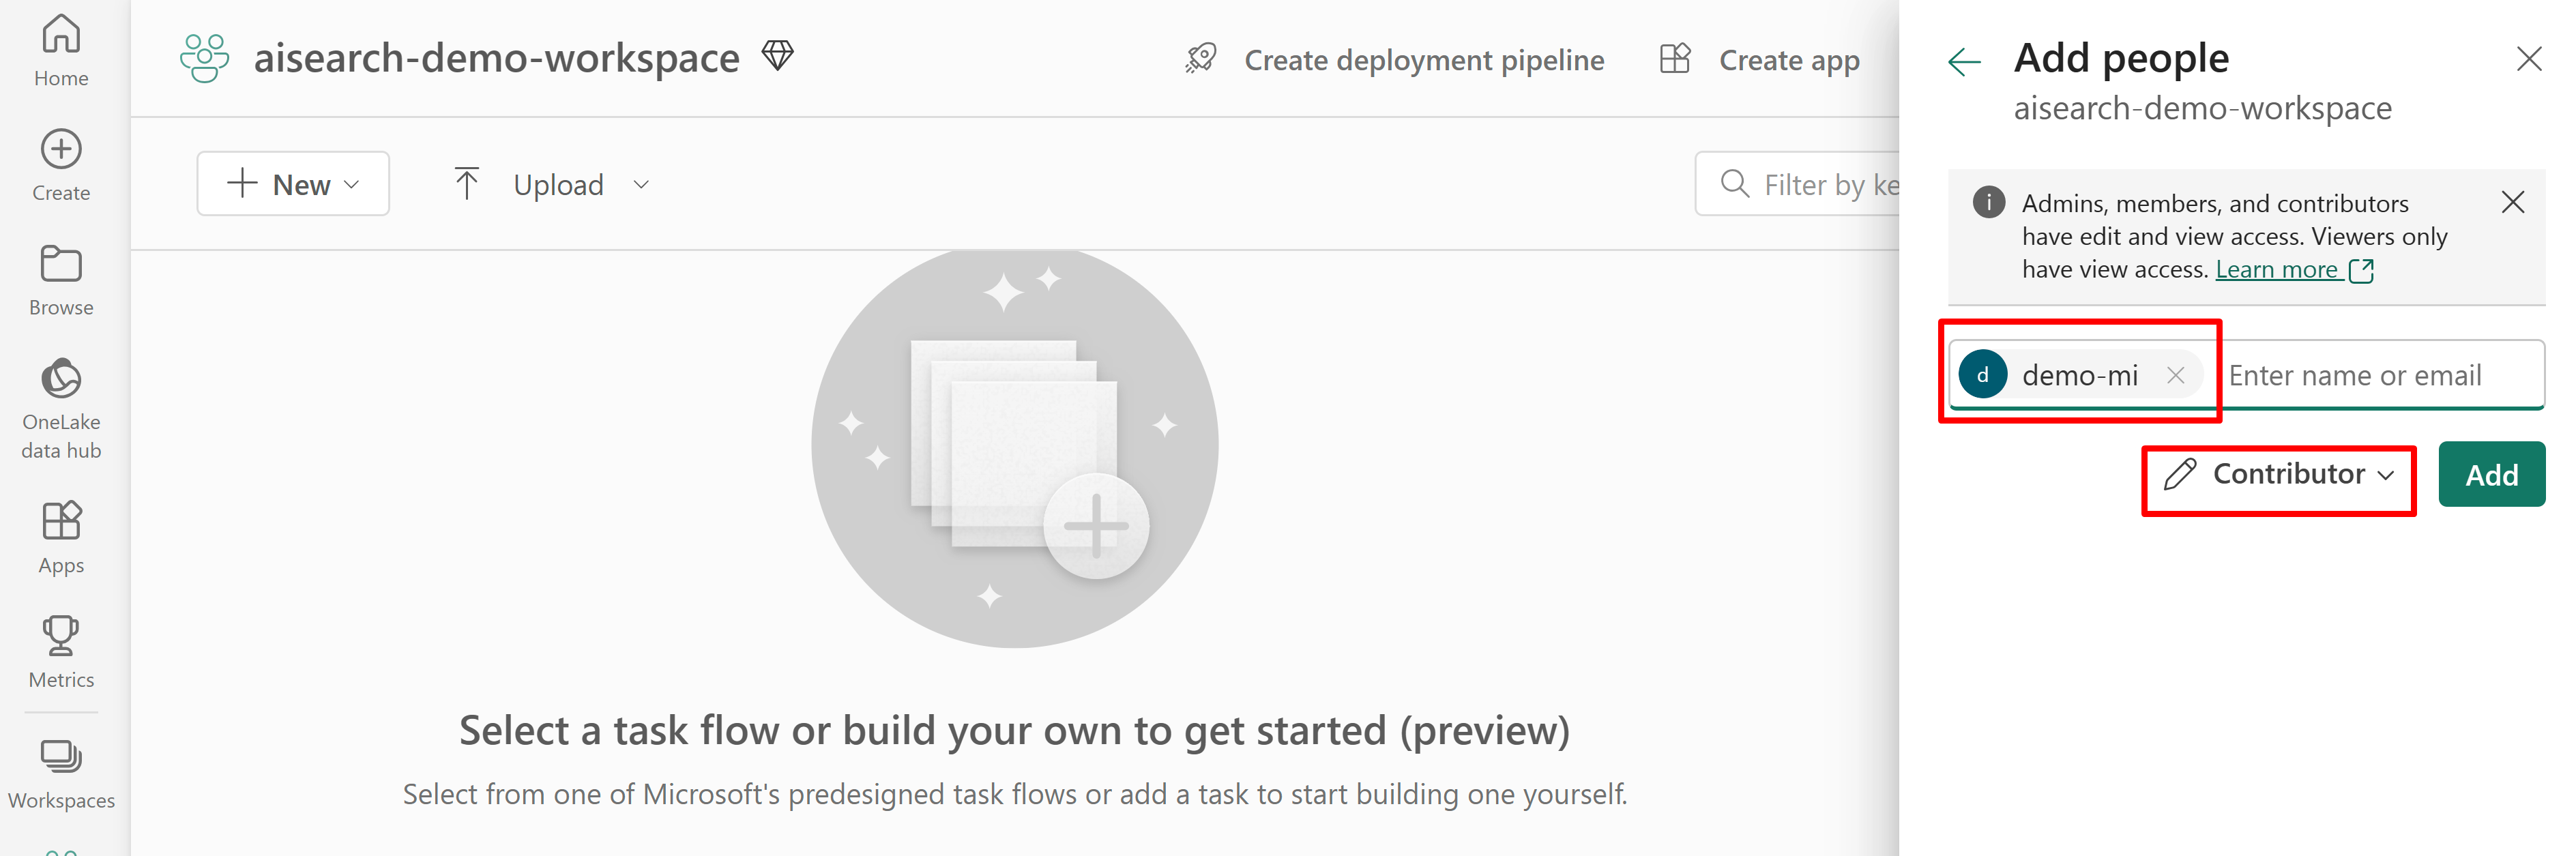 Home
Create
Browse
OneLake
data hub
Apps
Metrics
Workspaces
aisearch-demo-workspace
Create deployment pipeline
Create app
New
Upload
Filter by ke
Select a task flow or build your own to get started (preview)
Select from one of Microsoft's predesigned task flows or add a task to start building one yourself.
Add people
aisearch-demo-workspace
Admins, members, and contributors
have edit and view access. Viewers only
have view access. Learn more
d demo-mi Enter name or email
Contributor
Add